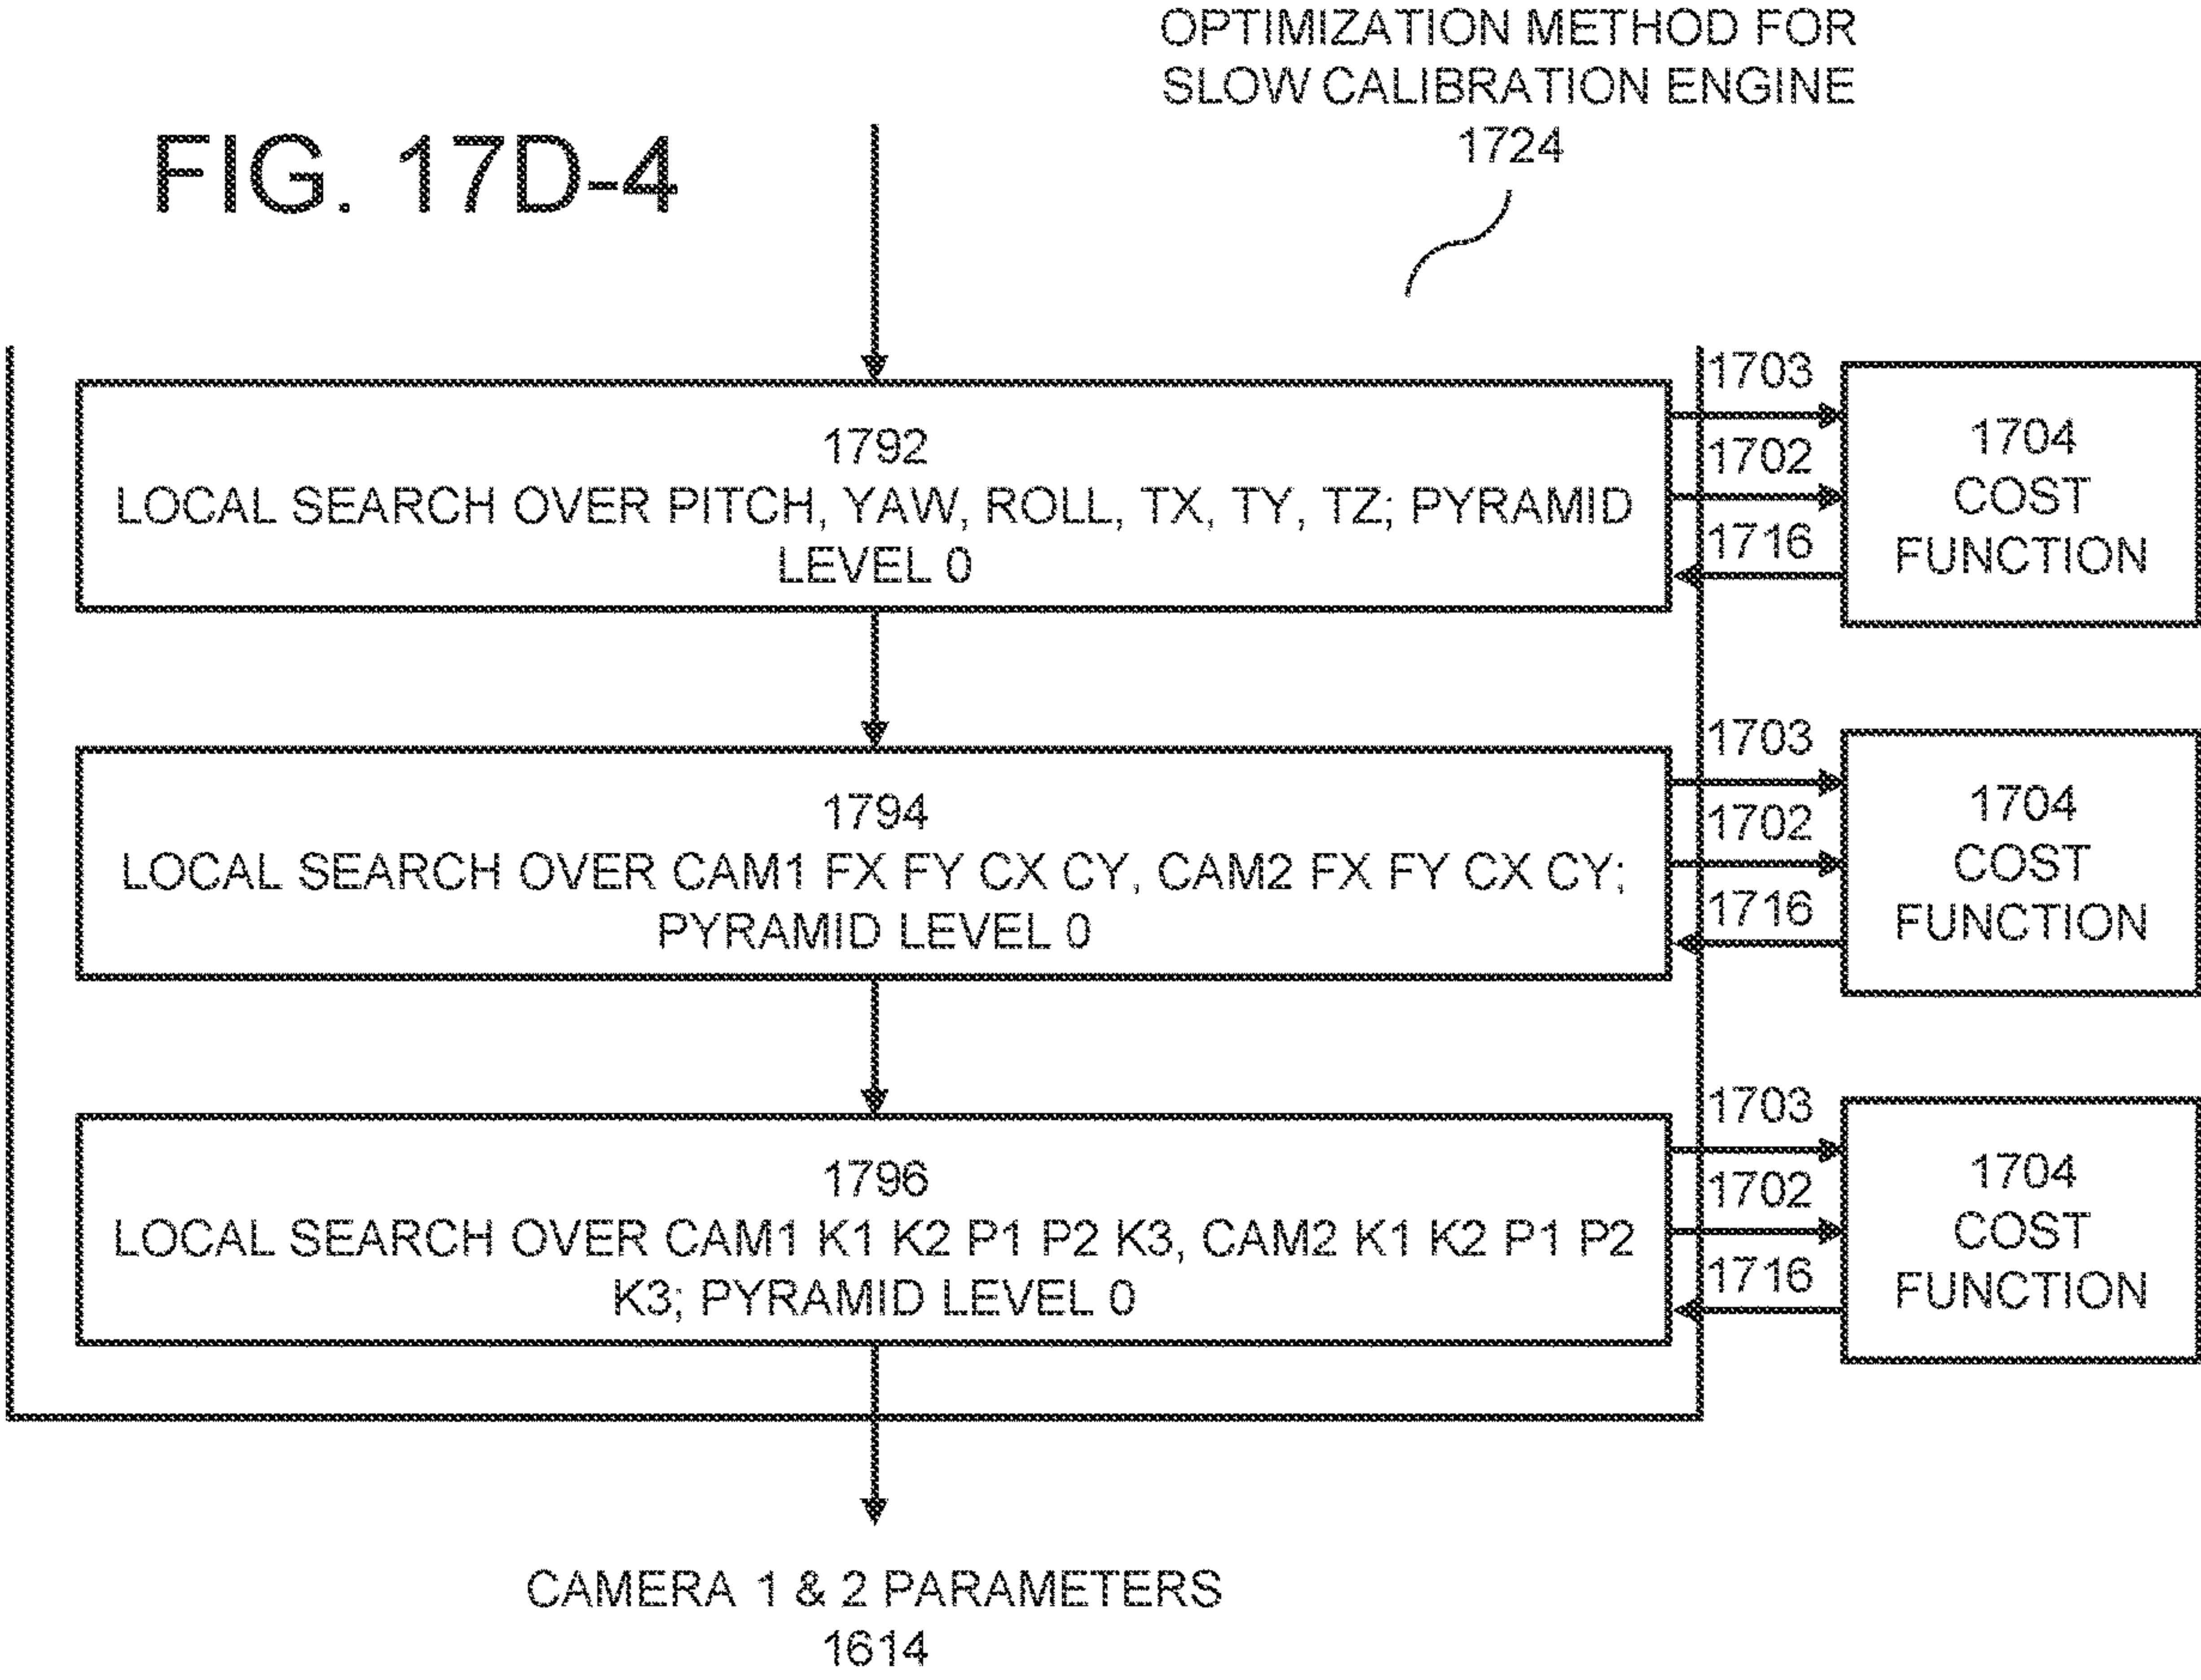 OPTIMIZATION METHOD FOR
SLOW CALIBRATION ENGINE
1724
FIG. 17D-4
1792
LOCAL SEARCH OVER PITCH, YAW, ROLL, TX, TY, TZ; PYRAMID
LEVEL 0
1703
1702
1716
1704
COST
FUNCTION
1794
LOCAL SEARCH OVER CAM1 FX FY CX CY, CAM2 FX FY CX CY;
PYRAMID LEVEL 0
1703
1702
1716
1704
COST
FUNCTION
1796
LOCAL SEARCH OVER CAM1 K1 K2 P1 P2 K3, CAM2 K1 K2 P1 P2
K3; PYRAMID LEVEL 0
1703
1702
1716
1704
COST
FUNCTION
CAMERA 1 & 2 PARAMETERS
1614